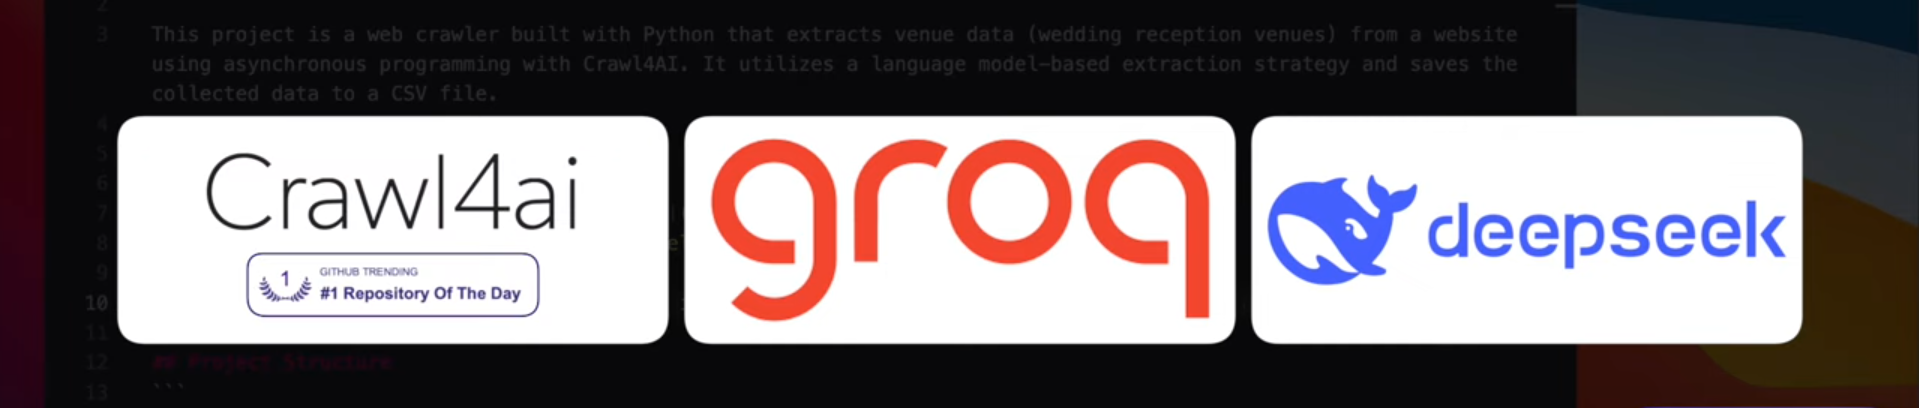 2
3 This project is a web crawler built with Python that extracts venue data (wedding reception venues) from a website
using asynchronous programming with Crawl4AI. It utilizes a language model-based extraction strategy and saves the
collected data to a CSV file.
4
5
6
7
8
9
10
11
12 ## Project Structure
13 ```
Crawl4ai
1
GITHUB TRENDING
#1 Repository Of The Day
groq
deepseek